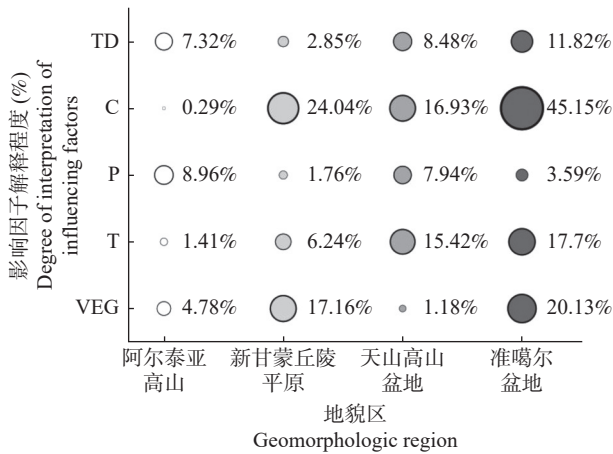 影响因子解释程度 (%)
Degree of interpretation of
influencing factors
TD 7.32% 2.85% 8.48% 11.82%
C 0.29% 24.04% 16.93% 45.15%
P 8.96% 1.76% 7.94% 3.59%
T 1.41% 6.24% 15.42% 17.7%
VEG 4.78% 17.16% 1.18% 20.13%
阿尔泰亚 新甘蒙丘陵 天山高山 准噶尔
高山 平原 盆地 盆地
地貌区
Geomorphologic region